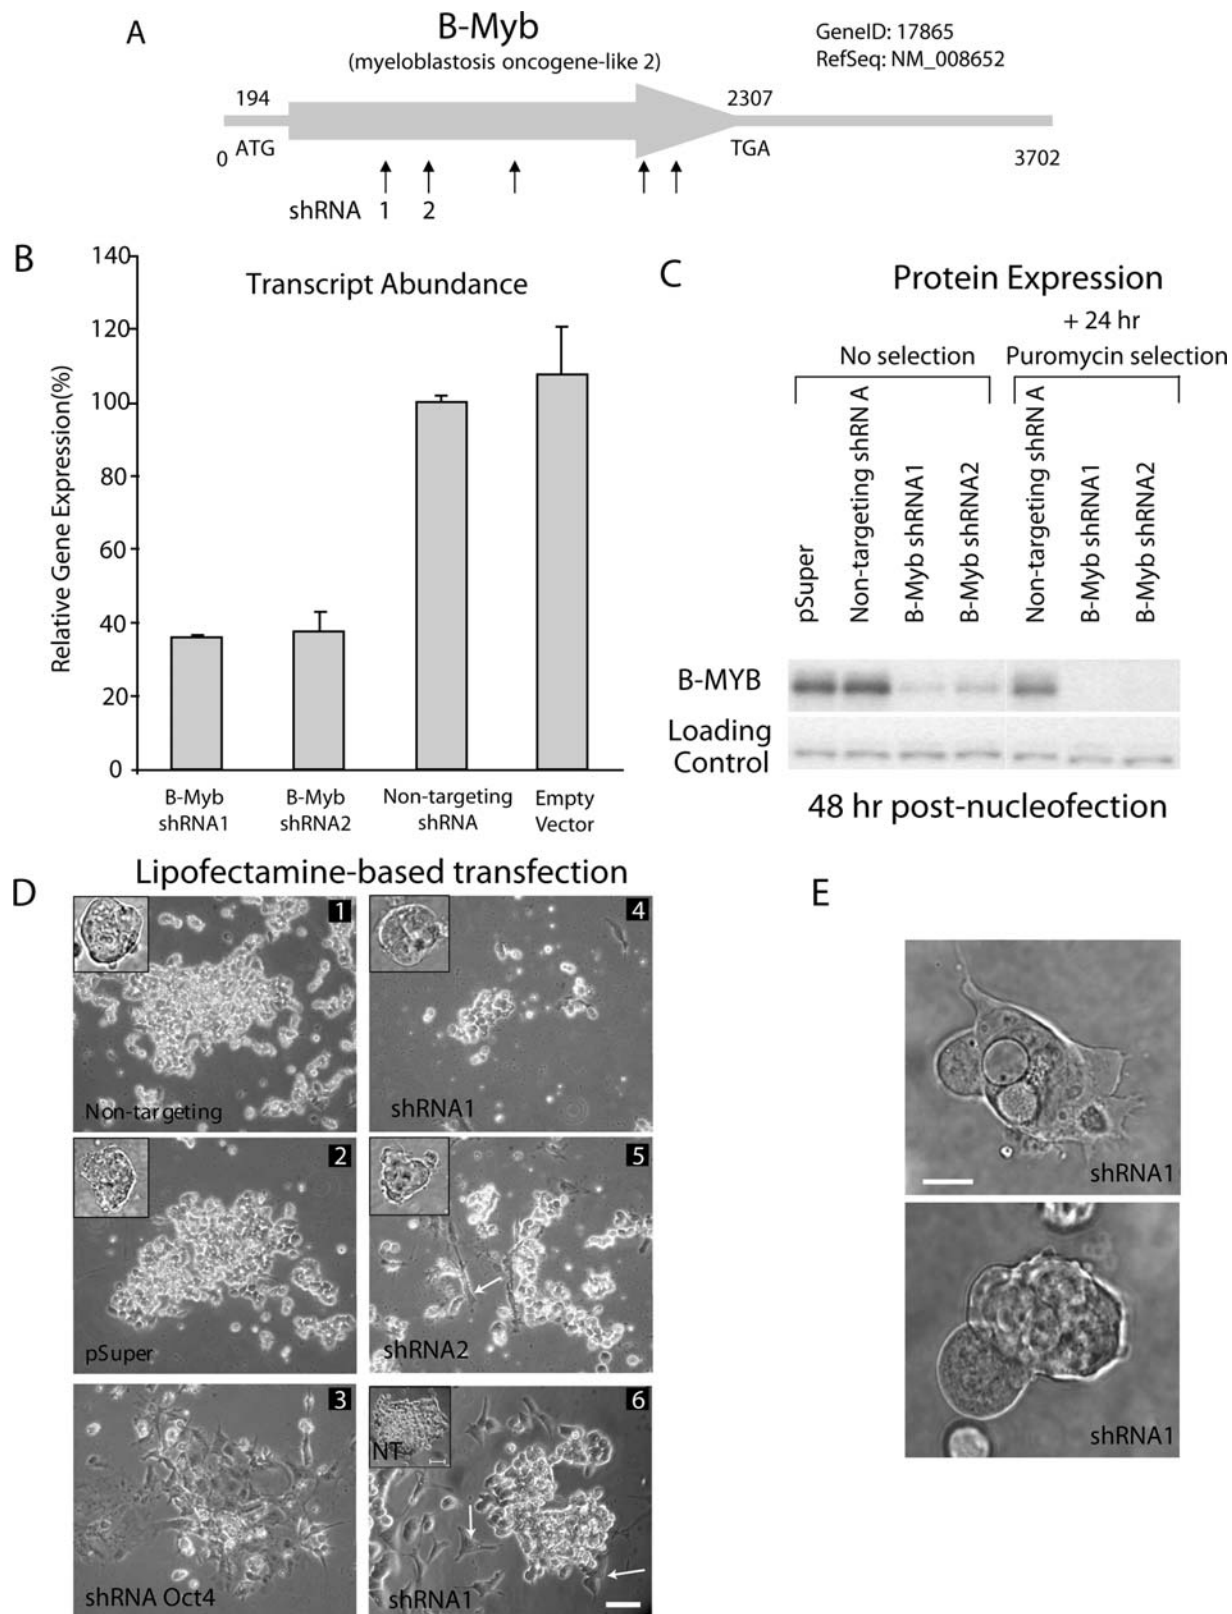 A
B-Myb
(myeloblastosis oncogene-like 2)
GeneID: 17865
RefSeq: NM_008652
194
2307
0
ATG
TGA
3702
shRNA 1 2
B
Transcript Abundance
Relative Gene Expression(%)
140
120
100
80
60
40
20
0
B-Myb
shRNA1
B-Myb
shRNA2
Non-targeting
shRNA
Empty
Vector
C
Protein Expression
+ 24 hr
No selection
Puromycin selection
pSuper
Non-targeting shRN A
B-Myb shRNA1
B-Myb shRNA2
Non-targeting shRNA
B-Myb shRNA1
B-Myb shRNA2
B-MYB
Loading
Control
48 hr post-nucleofection
D
Lipofectamine-based transfection
1
Non-targeting
4
shRNA1
2
pSuper
5
shRNA2
3
shRNA Oct4
6
NT
shRNA1
E
shRNA1
shRNA1